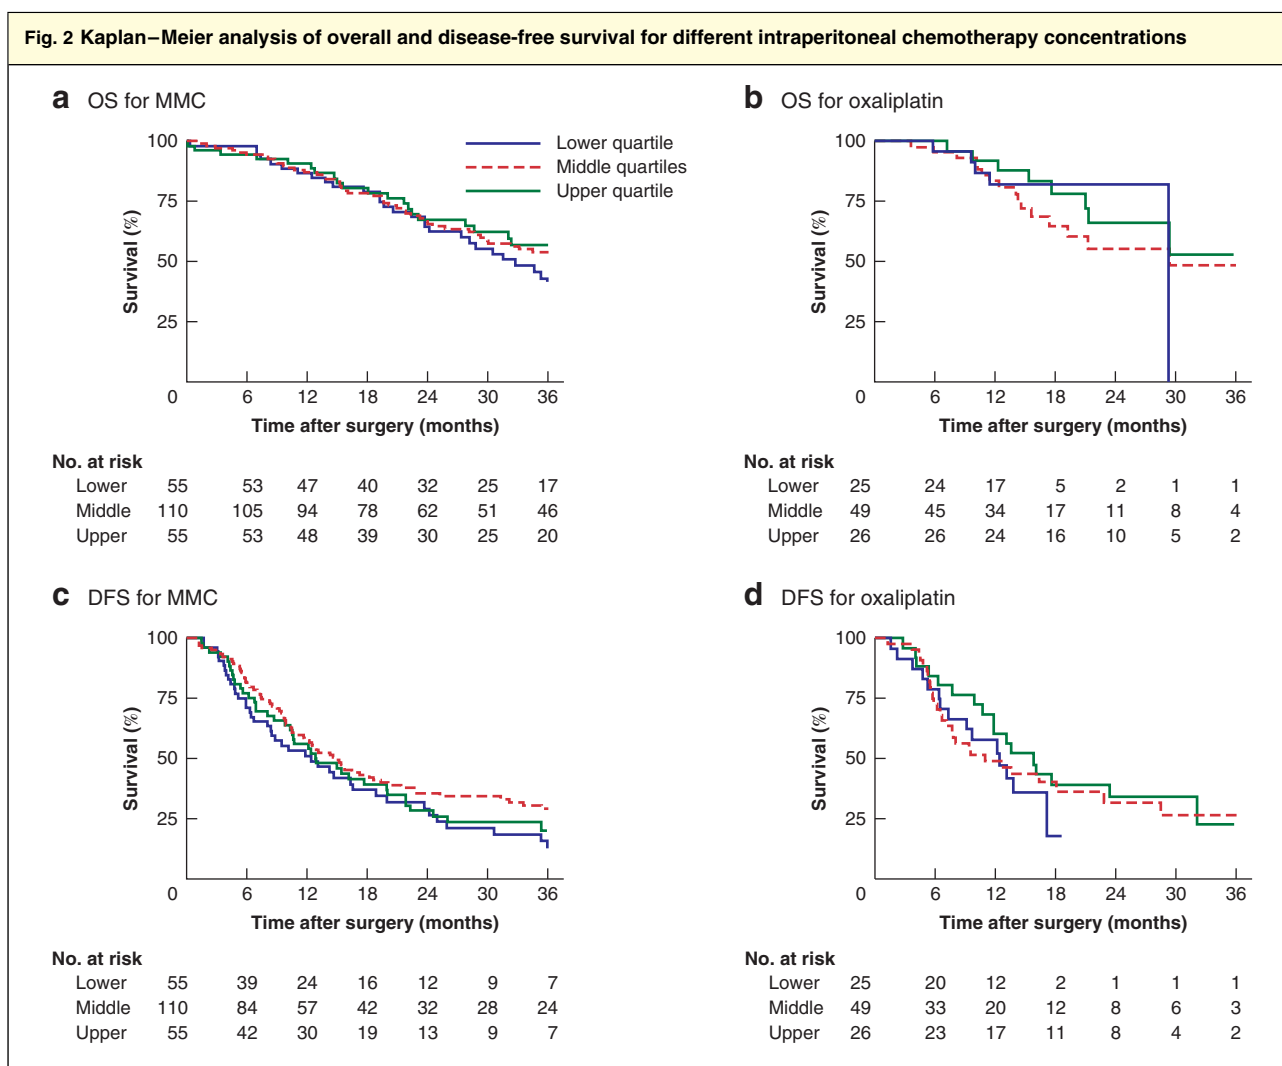 Fig. 2 Kaplan–Meier analysis of overall and disease-free survival for different intraperitoneal chemotherapy concentrations
a OS for MMC
100
75
50
25
0
Survival (%)
6 12 18 24 30 36
Time after surgery (months)
Lower quartile
Middle quartiles
Upper quartile
No. at risk
Lower 55 53 47 40 32 25 17
Middle 110 105 94 78 62 51 46
Upper 55 53 48 39 30 25 20
b OS for oxaliplatin
100
75
50
25
0
Survival (%)
6 12 18 24 30 36
Time after surgery (months)
No. at risk
Lower 25 24 17 5 2 1 1
Middle 49 45 34 17 11 8 4
Upper 26 26 24 16 10 5 2
c DFS for MMC
100
75
50
25
0
Survival (%)
6 12 18 24 30 36
Time after surgery (months)
No. at risk
Lower 55 39 24 16 12 9 7
Middle 110 84 57 42 32 28 24
Upper 55 42 30 19 13 9 7
d DFS for oxaliplatin
100
75
50
25
0
Survival (%)
6 12 18 24 30 36
Time after surgery (months)
No. at risk
Lower 25 20 12 2 1 1 1
Middle 49 33 20 12 8 6 3
Upper 26 23 17 11 8 4 2